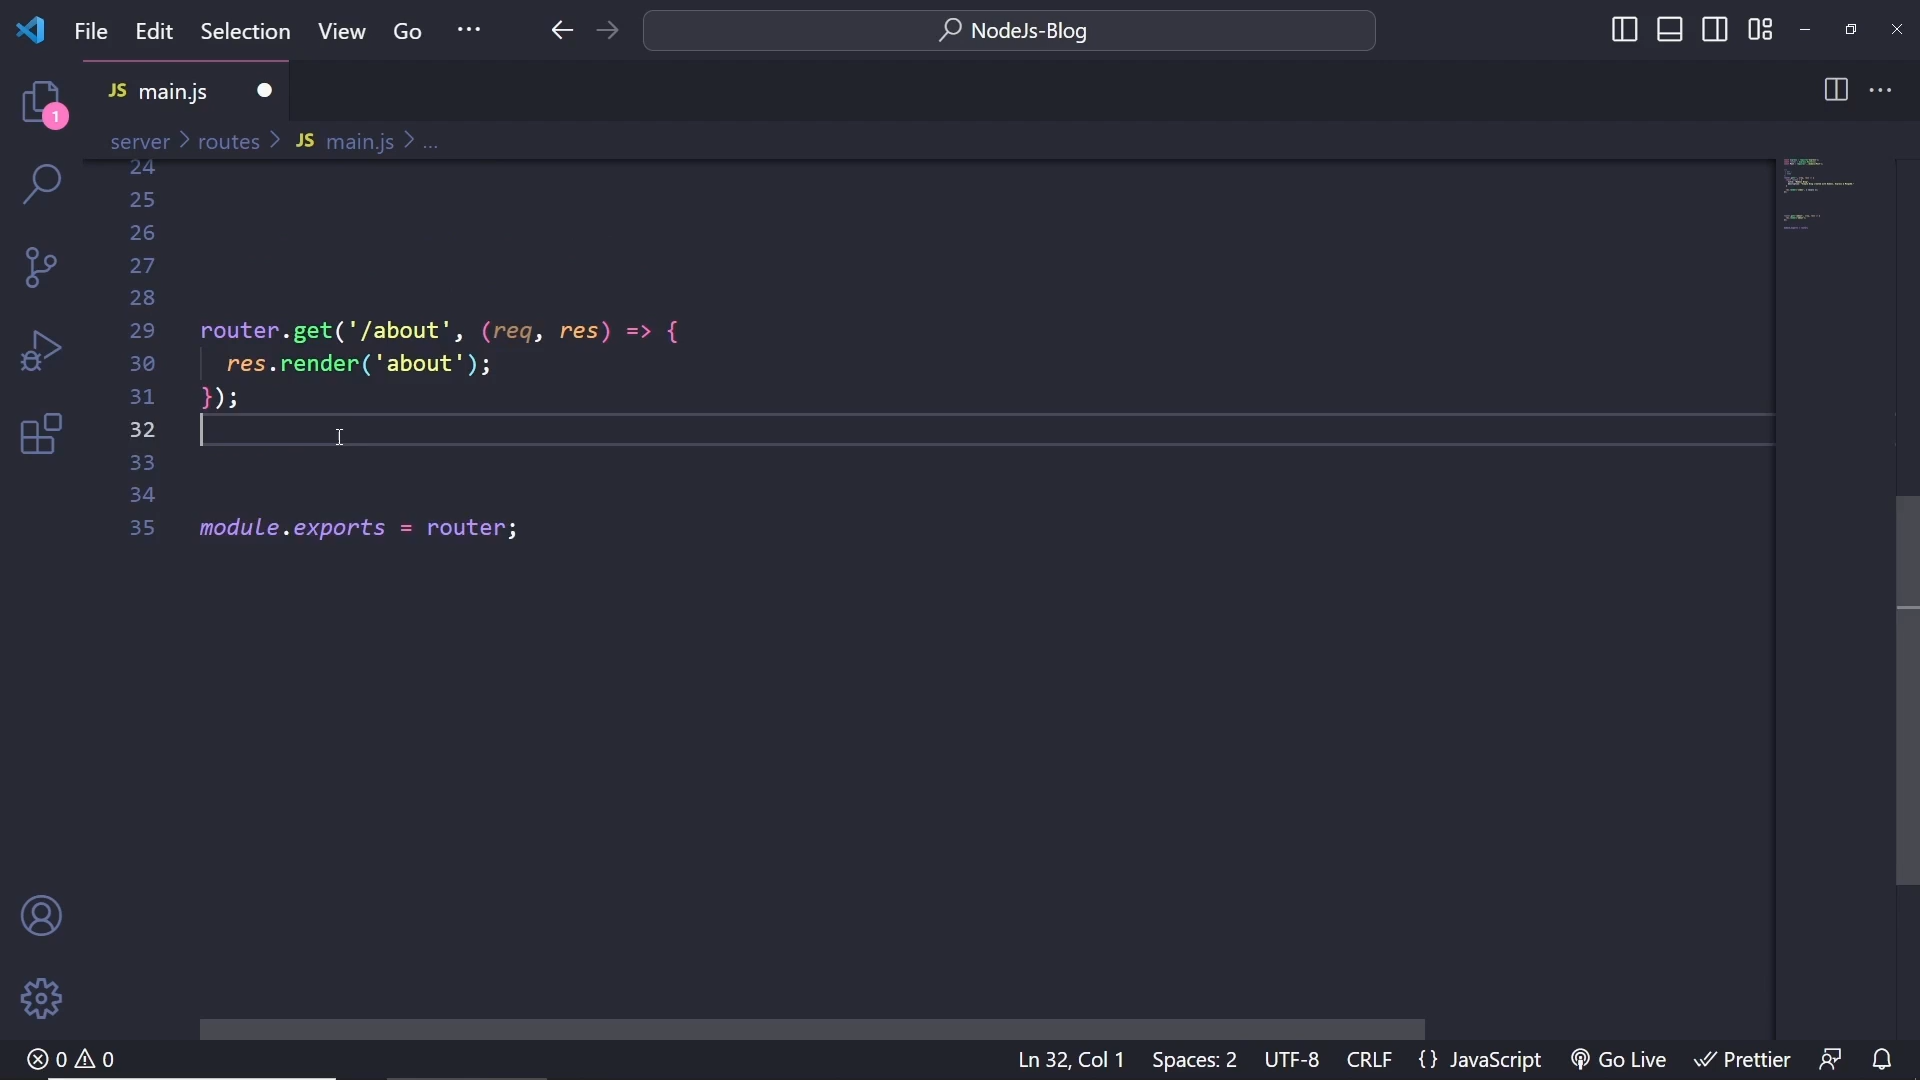 File Edit Selection View Go ··· NodeJs-Blog
JS main.js
1
server > routes > JS main.js > ...
24
25
26
27
28
29 router.get('/about', (req, res) => {
30 res.render('about');
31 });
32
33
34
35 module.exports = router;
0 0 Ln 32, Col 1 Spaces: 2 UTF-8 CRLF {} JavaScript Go Live Prettier